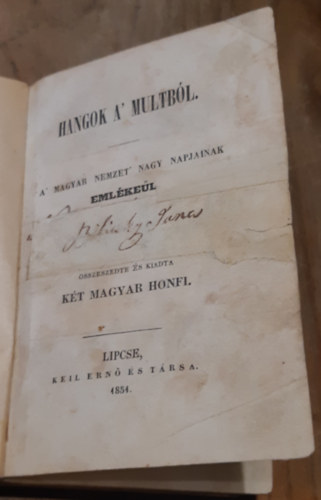 HANGOK A' MULTBÓL.
A' MAGYAR NEMZET' NAGY NAPJAINAK
EMLÉKEÜL
ÖSSZESZEDTE ÉS KIADTA
KÉT MAGYAR HONFI.
LIPCSE,
KEIL ERNŐ ÉS TÁRSA.
1851.